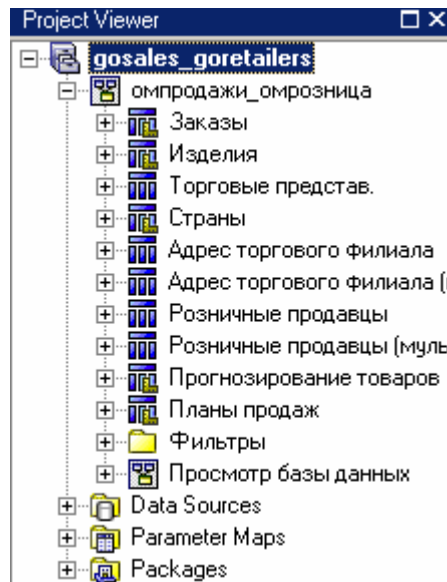 Project Viewer
gosales_goretailers
омпродажи_омрозница
Заказы
Изделия
Торговые представ.
Страны
Адрес торгового филиала
Адрес торгового филиала (
Розничные продавцы
Розничные продавцы (муль
Прогнозирование товаров
Планы продаж
Фильтры
Просмотр базы данных
Data Sources
Parameter Maps
Packages